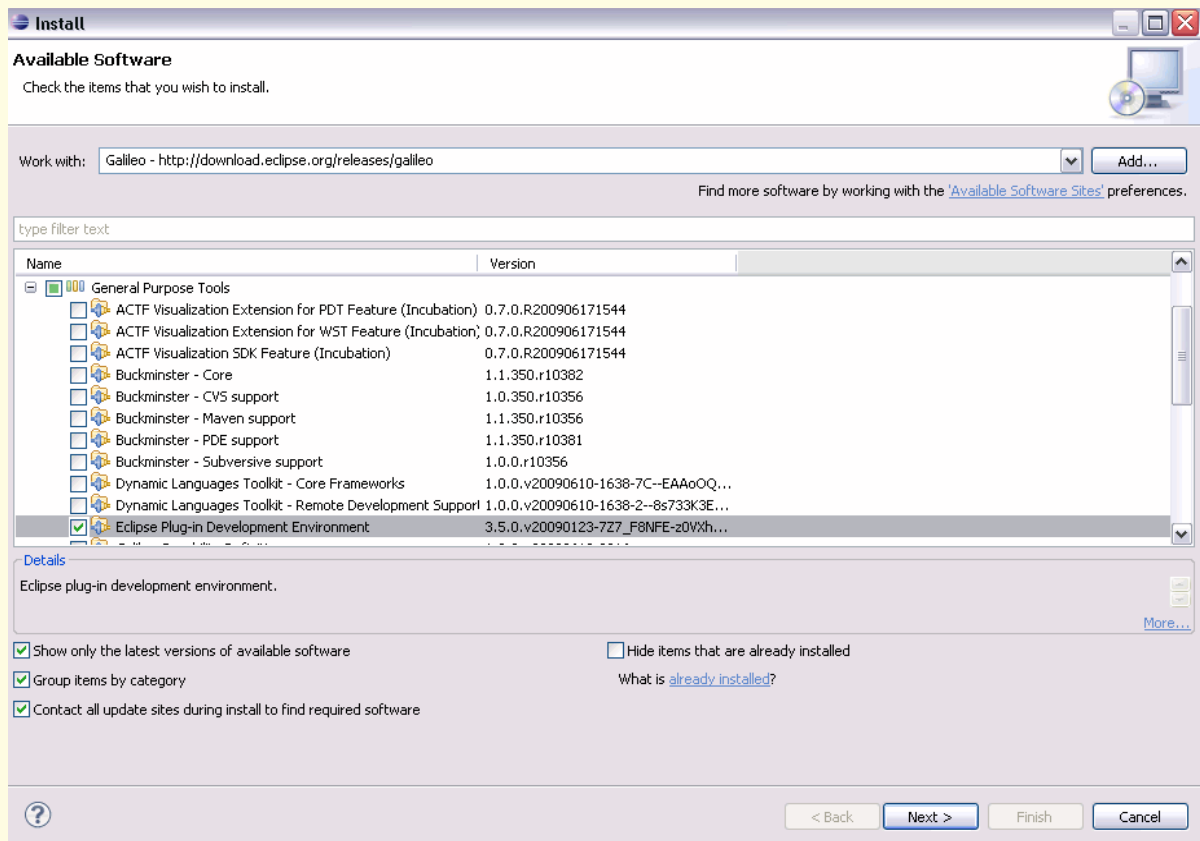 Install
Available Software
Check the items that you wish to install.
Work with: Galileo - http://download.eclipse.org/releases/galileo Add...
Find more software by working with the 'Available Software Sites' preferences.
type filter text
Name Version
General Purpose Tools
ACTF Visualization Extension for PDT Feature (Incubation) 0.7.0.R200906171544
ACTF Visualization Extension for WST Feature (Incubation) 0.7.0.R200906171544
ACTF Visualization SDK Feature (Incubation) 0.7.0.R200906171544
Buckminster - Core 1.1.350.r10382
Buckminster - CVS support 1.0.350.r10356
Buckminster - Maven support 1.1.350.r10356
Buckminster - PDE support 1.1.350.r10381
Buckminster - Subversive support 1.0.0.r10356
Dynamic Languages Toolkit - Core Frameworks 1.0.0.v20090610-1638-7C--EAAoOQ...
Dynamic Languages Toolkit - Remote Development Support 1.0.0.v20090610-1638-2--8s733K3E...
Eclipse Plug-in Development Environment 3.5.0.v20090123-7Z7_F8NFE-z0VXh...
Details
Eclipse plug-in development environment.
More...
Show only the latest versions of available software
Hide items that are already installed
Group items by category
What is already installed?
Contact all update sites during install to find required software
? < Back Next > Finish Cancel